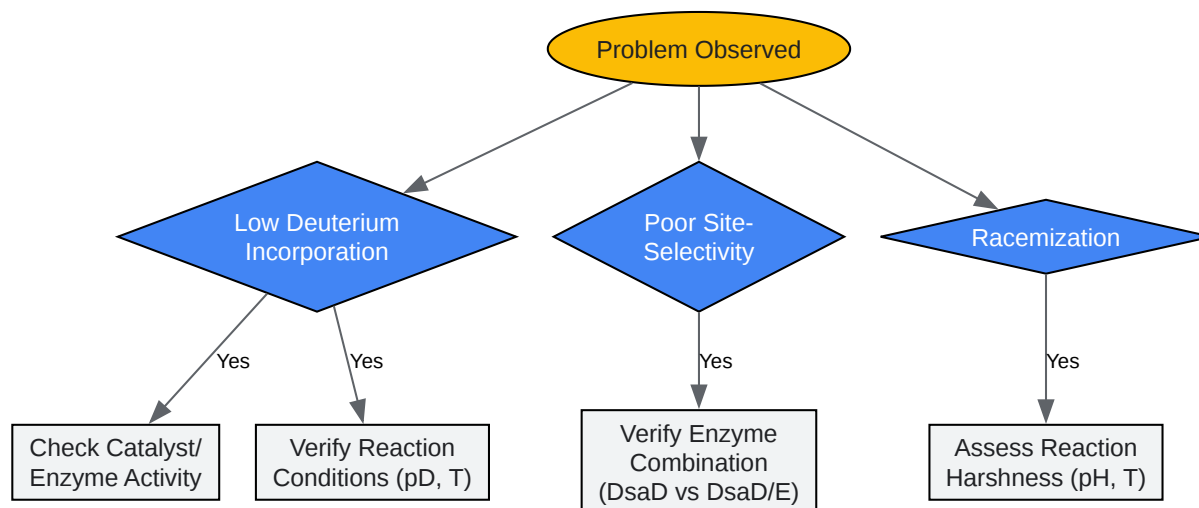 Problem Observed
Low Deuterium
Incorporation
Poor Site-
Selectivity
Racemization
Yes
Yes
Yes
Yes
Check Catalyst/
Enzyme Activity
Verify Reaction
Conditions (pD, T)
Verify Enzyme
Combination
(DsaD vs DsaD/E)
Assess Reaction
Harshness (pH, T)